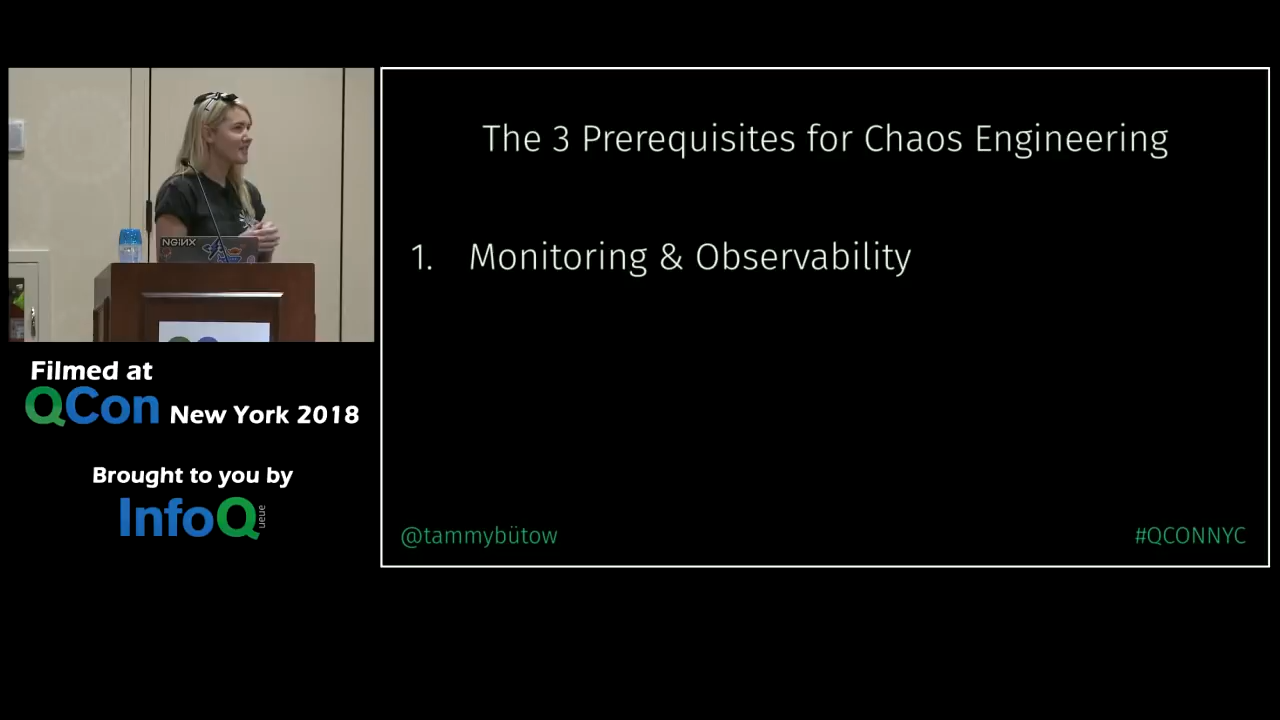 The 3 Prerequisites for Chaos Engineering
1. Monitoring & Observability
@tammybütow
#QCONNYC
NGiNX
Filmed at
QCon New York 2018
Brought to you by
InfoQ
ueue